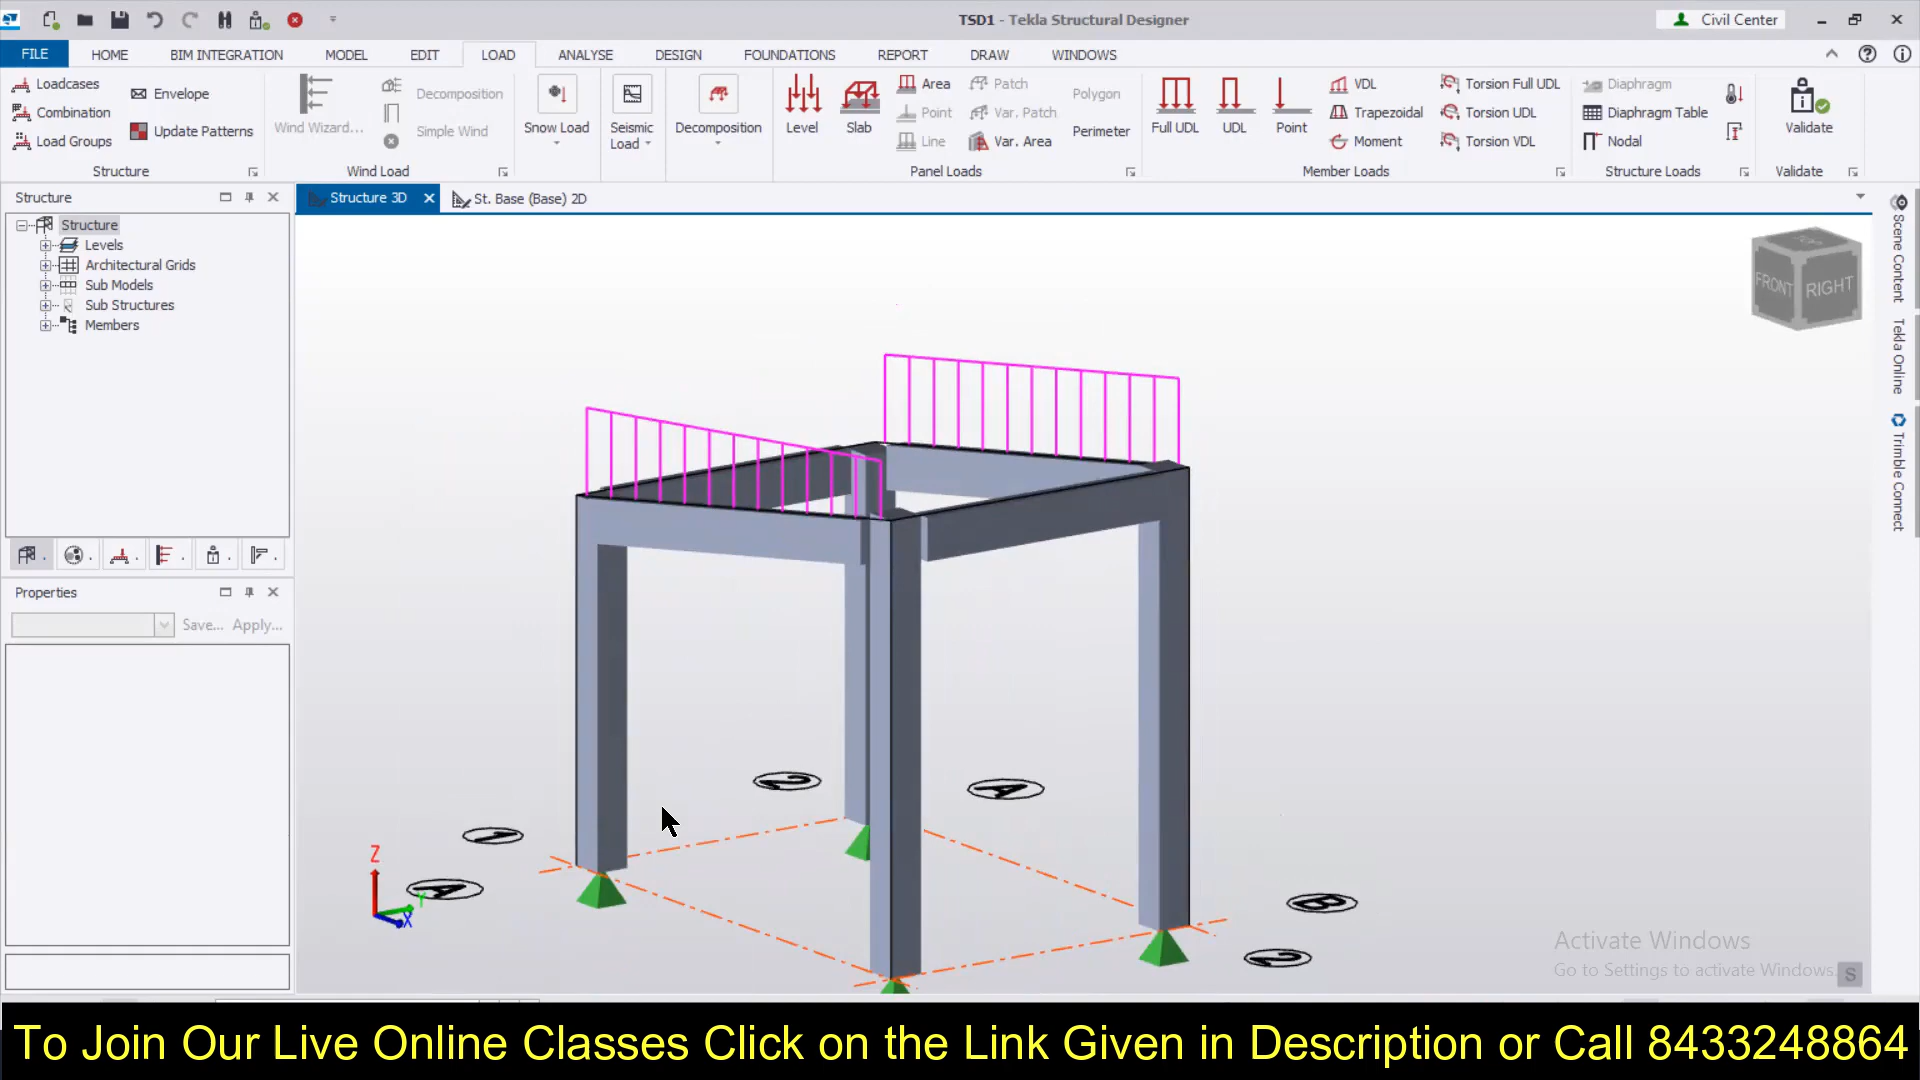 TSD1 - Tekla Structural Designer
Civil Center
FILE
HOME
BIM INTEGRATION
MODEL
EDIT
LOAD
ANALYSE
DESIGN
FOUNDATIONS
REPORT
DRAW
WINDOWS
Loadcases
Combination
Load Groups
Envelope
Update Patterns
Structure
Wind Wizard...
Decomposition
Simple Wind
Wind Load
Snow Load
Seismic Load
Decomposition
Level
Slab
Area
Point
Line
Patch
Var. Patch
Var. Area
Polygon
Perimeter
Panel Loads
Full UDL
UDL
Point
VDL
Trapezoidal
Moment
Torsion Full UDL
Torsion UDL
Torsion VDL
Member Loads
Diaphragm
Diaphragm Table
Nodal
Structure Loads
Validate
Validate
Structure
Structure
Levels
Architectural Grids
Sub Models
Sub Structures
Members
Properties
Save...
Apply...
Structure 3D
St. Base (Base) 2D
TOP
FRONT
RIGHT
Scene Content
Tekla Online
Trimble Connect
2
A
1
A
B
2
Z
Y
X
Activate Windows
Go to Settings to activate Windows.
S
To Join Our Live Online Classes Click on the Link Given in Description or Call 8433248864